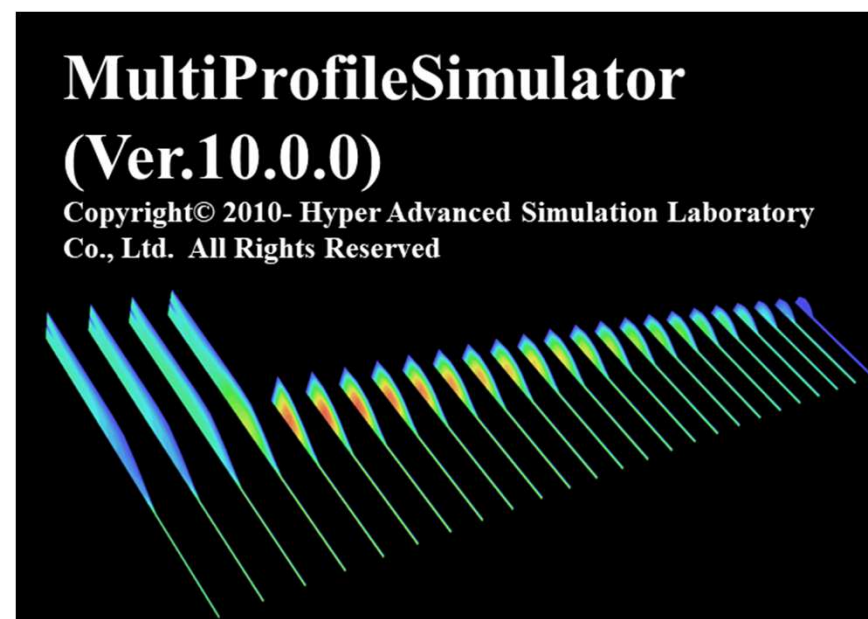 MultiProfileSimulator
(Ver.10.0.0)
Copyright© 2010- Hyper Advanced Simulation Laboratory
Co., Ltd.  All Rights Reserved